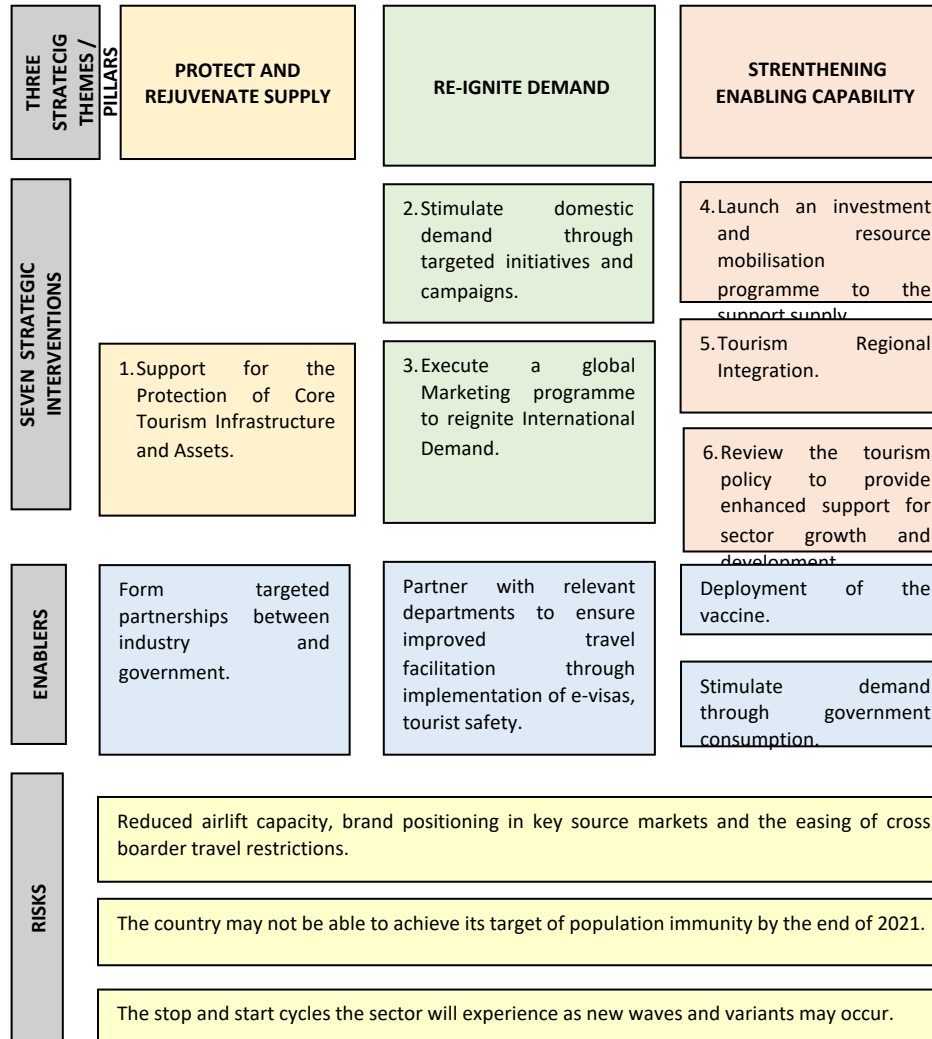 THREE
STRATECIG
THEMES /
PILLARS
PROTECT AND
REJUVENATE SUPPLY
RE-IGNITE DEMAND
STRENTHENING
ENABLING CAPABILITY
SEVEN STRATEGIC
INTERVENTIONS
1. Support for the
Protection of Core
Tourism Infrastructure
and Assets.
2. Stimulate domestic
demand through
targeted initiatives and
campaigns.
3. Execute a global
Marketing programme
to reignite International
Demand.
4. Launch an investment
and resource
mobilisation
programme to the
support supply
5. Tourism Regional
Integration.
6. Review the tourism
policy to provide
enhanced support for
sector growth and
development
ENABLERS
Form targeted
partnerships between
industry and
government.
Partner with relevant
departments to ensure
improved travel
facilitation through
implementation of e-visas,
tourist safety.
Deployment of the
vaccine.
Stimulate demand
through government
consumption.
RISKS
Reduced airlift capacity, brand positioning in key source markets and the easing of cross
boarder travel restrictions.
The country may not be able to achieve its target of population immunity by the end of 2021.
The stop and start cycles the sector will experience as new waves and variants may occur.